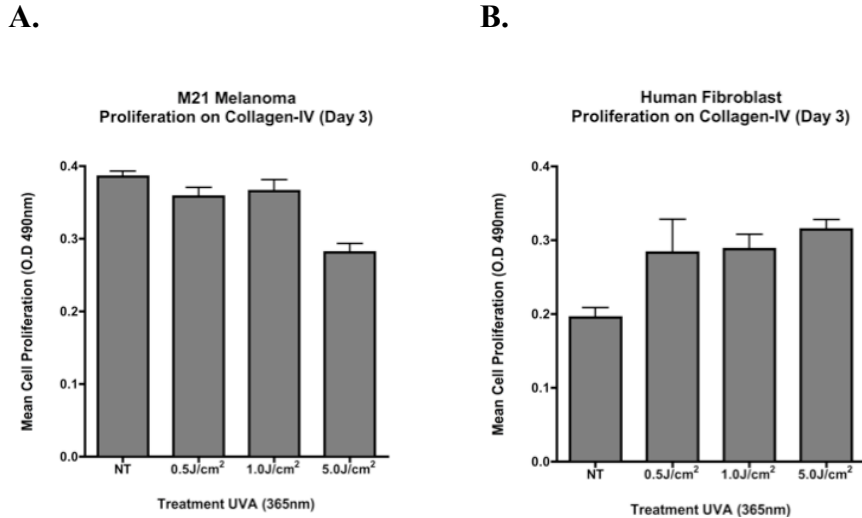 A.
M21 Melanoma
Proliferation on Collagen-IV (Day 3)
Mean Cell Proliferation (O.D 490nm)
0.4
0.3
0.2
0.1
0.0
NT 0.5J/cm² 1.0J/cm² 5.0J/cm²
Treatment UVA (365nm)
B.
Human Fibroblast
Proliferation on Collagen-IV (Day 3)
Mean Cell Proliferation (O.D 490nm)
0.4
0.3
0.2
0.1
0.0
NT 0.5J/cm² 1.0J/cm² 5.0J/cm²
Treatment UVA (365nm)